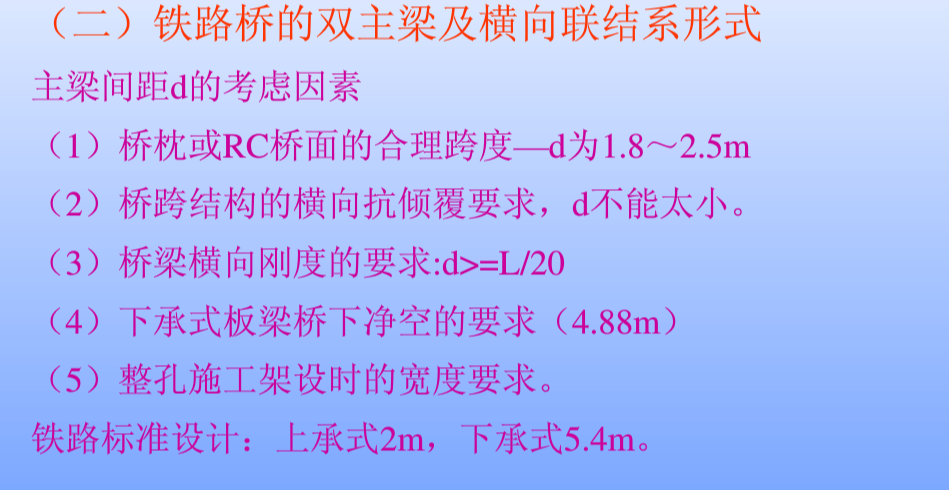 （二）铁路桥的双主梁及横向联结系形式
主梁间距d的考虑因素
（1）桥枕或RC桥面的合理跨度—d为1.8～2.5m
（2）桥跨结构的横向抗倾覆要求，d不能太小。
（3）桥梁横向刚度的要求:d>=L/20
（4）下承式板梁桥下净空的要求（4.88m）
（5）整孔施工架设时的宽度要求。
铁路标准设计：上承式2m，下承式5.4m。